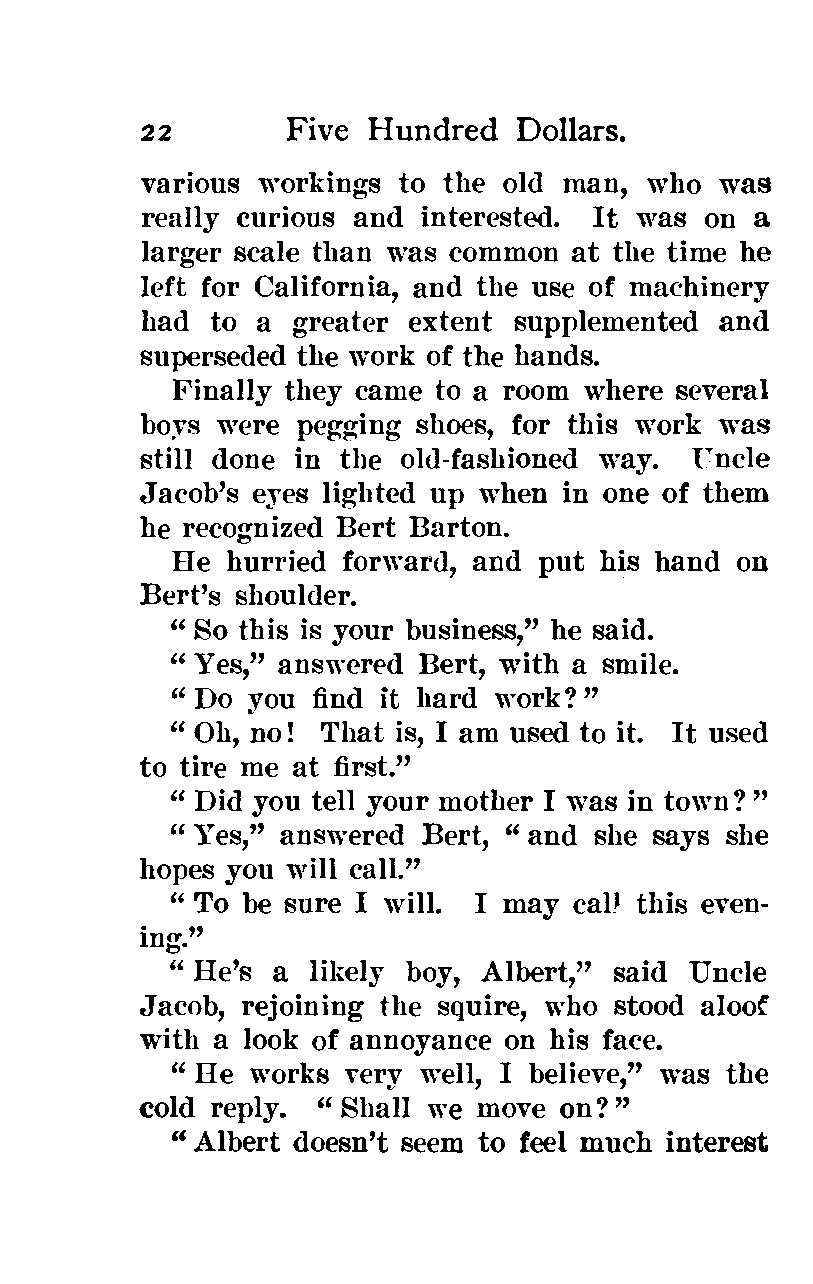 22 Five Hundred Dollars.
various workings to the old man, who was
really curious and interested. It was on a
larger scale than was common at the time he
left for California, and the use of machinery
had to a greater extent supplemented and
superseded the work of the hands.
Finally they came to a room where several
boys were pegging shoes, for this work was
still done in the old-fashioned way. Uncle
Jacob's eyes lighted up when in one of them
he recognized Bert Barton.
He hurried forward, and put his hand on
Bert's shoulder.
"So this is your business," he said.
"Yes," answered Bert, with a smile.
"Do you find it hard work?"
"Oh, no! That is, I am used to it. It used
to tire me at first."
"Did you tell your mother I was in town?"
"Yes," answered Bert, "and she says she
hopes you will call."
"To be sure I will. I may call this even-
ing."
"He's a likely boy, Albert," said Uncle
Jacob, rejoining the squire, who stood aloof
with a look of annoyance on his face.
"He works very well, I believe," was the
cold reply. "Shall we move on?"
"Albert doesn't seem to feel much interest